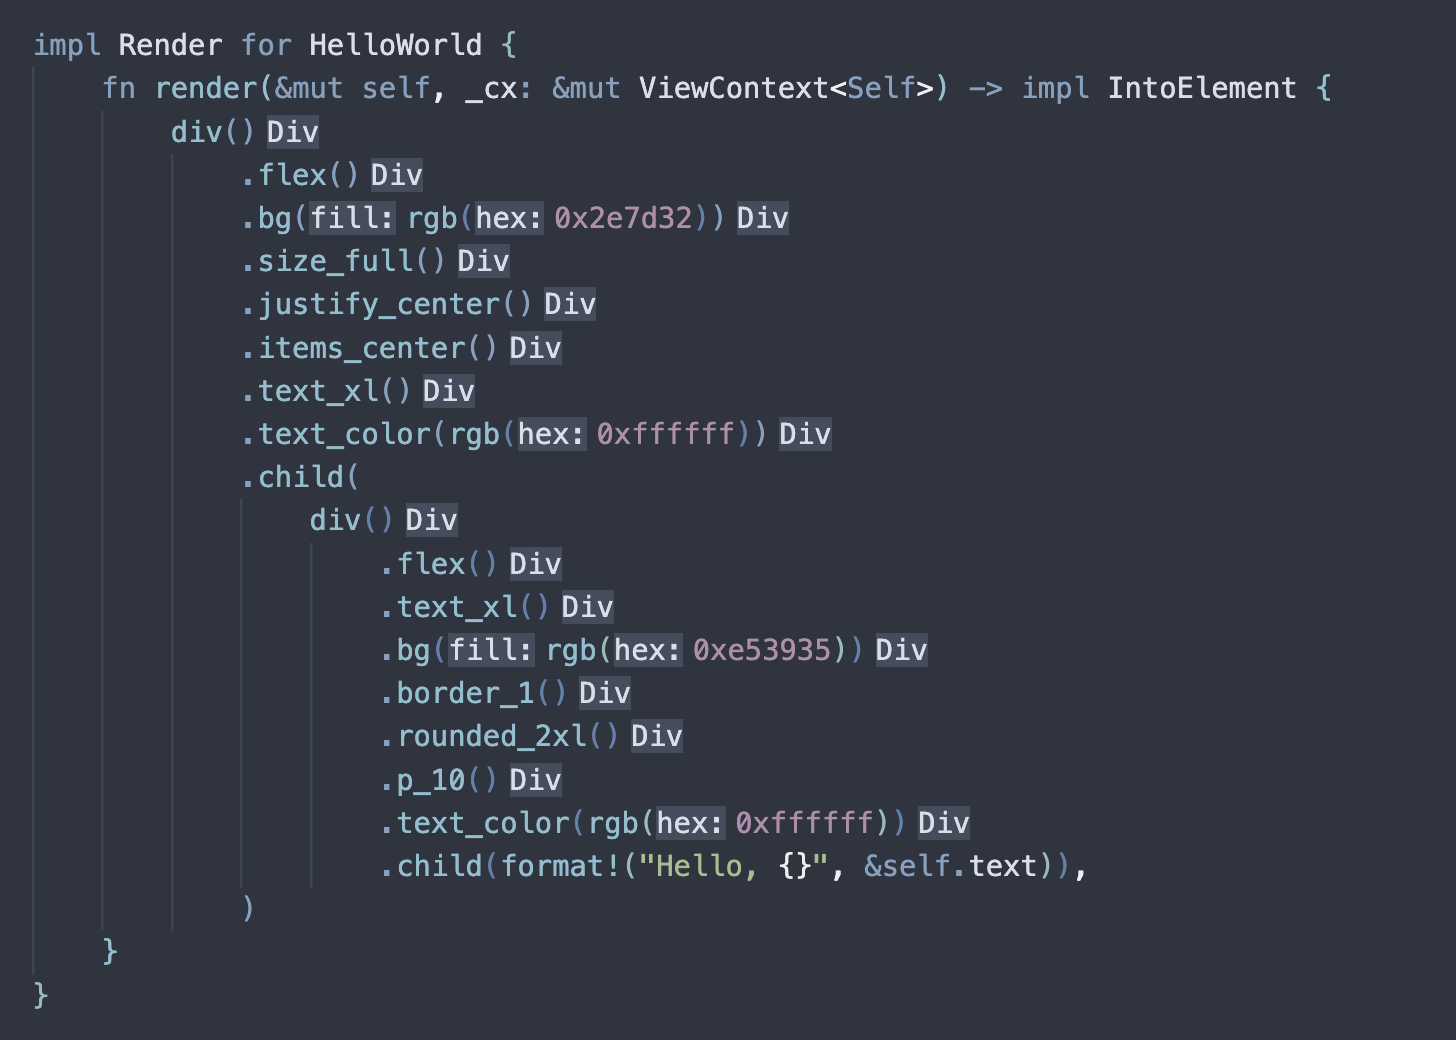 impl Render for HelloWorld {
    fn render(&mut self, _cx: &mut ViewContext<Self>) -> impl IntoElement {
        div() Div
            .flex() Div
            .bg(fill: rgb(hex: 0x2e7d32)) Div
            .size_full() Div
            .justify_center() Div
            .items_center() Div
            .text_xl() Div
            .text_color(rgb(hex: 0xffffff)) Div
            .child(
                div() Div
                    .flex() Div
                    .text_xl() Div
                    .bg(fill: rgb(hex: 0xe53935)) Div
                    .border_1() Div
                    .rounded_2xl() Div
                    .p_10() Div
                    .text_color(rgb(hex: 0xffffff)) Div
                    .child(format!("Hello, {}", &self.text)),
            )
    }
}